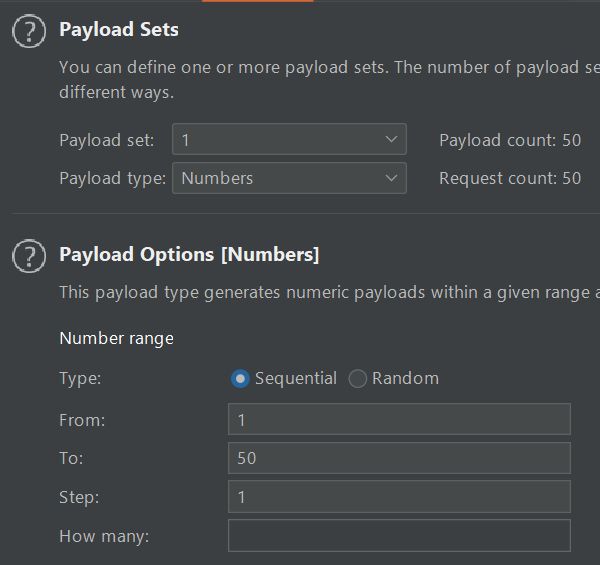 Payload Sets
You can define one or more payload sets. The number of payload se
different ways.
Payload set: 1 Payload count: 50
Payload type: Numbers Request count: 50
Payload Options [Numbers]
This payload type generates numeric payloads within a given range a
Number range
Type: Sequential Random
From: 1
To: 50
Step: 1
How many: